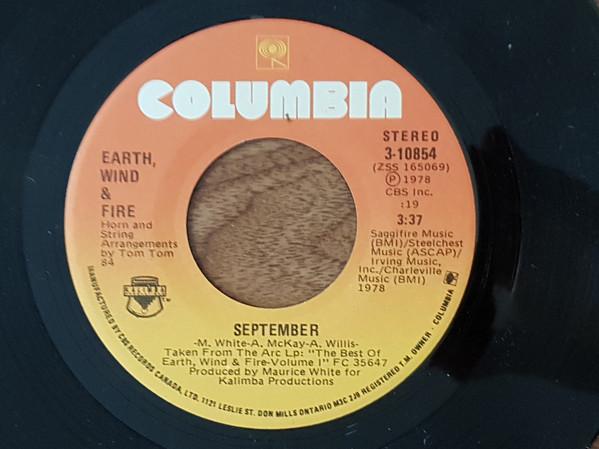 COLUMBIA
EARTH,
WIND
&
FIRE
Horn and
String
Arrangements
by Tom Tom
84
STEREO
3-10854
(ZSS 165069)
Ⓟ 1978
CBS Inc.
:19
3:37
Saggifire Music
(BMI)/Steelchest
Music (ASCAP)/
Irving Music,
Inc./Charleville
Music (BMI)
1978
SEPTEMBER
-M. White-A. McKay-A. Willis-
Taken From The Arc Lp: "The Best Of
Earth, Wind & Fire-Volume I" FC 35647
Produced by Maurice White for
Kalimba Productions
MANUFACTURED BY CBS RECORDS CANADA, LTD. 1121 LESLIE ST. DON MILLS ONTARIO M3C 2J9 REGISTERED T.M. OWNER - COLUMBIA